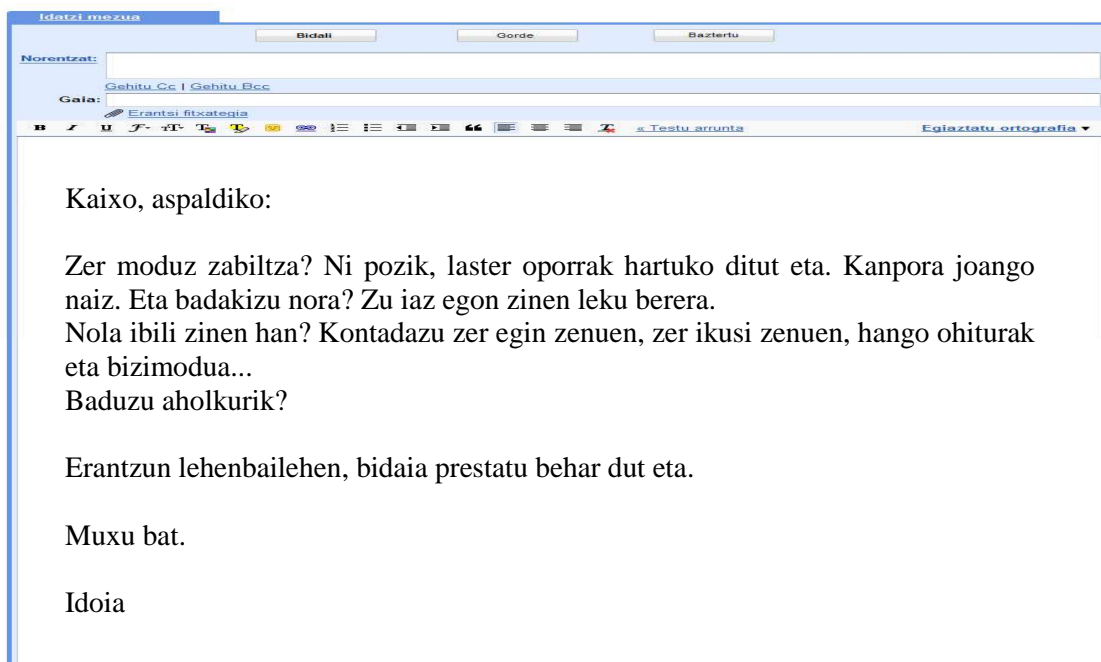 Idatzi mezua
Bidali Gorde Baztertu
Norentzat:
Gehitu Cc | Gehitu Bcc
Gaia:
Erantsi fitxategia
« Testu arrunta Egiaztatu ortografia ▼
Kaixo, aspaldiko:
Zer moduz zabiltza? Ni pozik, laster oporrak hartuko ditut eta. Kanpora joango
naiz. Eta badakizu nora? Zu iaz egon zinen leku berera.
Nola ibili zinen han? Kontadazu zer egin zenuen, zer ikusi zenuen, hango ohiturak
eta bizimodua...
Baduzu aholkurik?
Erantzun lehenbailehen, bidaia prestatu behar dut eta.
Muxu bat.
Idoia